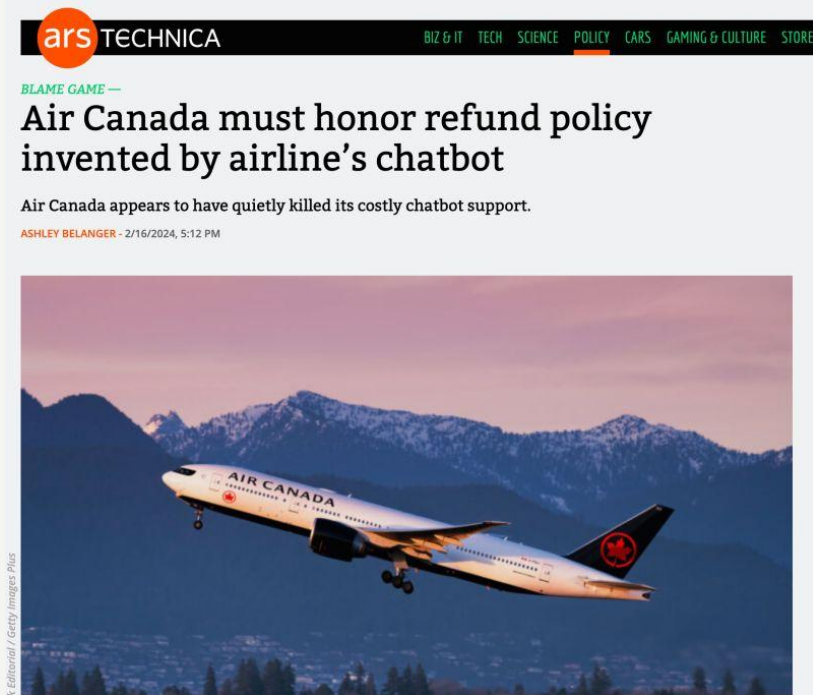 ars TECHNICA
BIZ & IT TECH SCIENCE POLICY CARS GAMING & CULTURE STORE
BLAME GAME —
Air Canada must honor refund policy
invented by airline’s chatbot
Air Canada appears to have quietly killed its costly chatbot support.
ASHLEY BELANGER - 2/16/2024, 5:12 PM
AIR CANADA
Editorial / Getty Images Plus